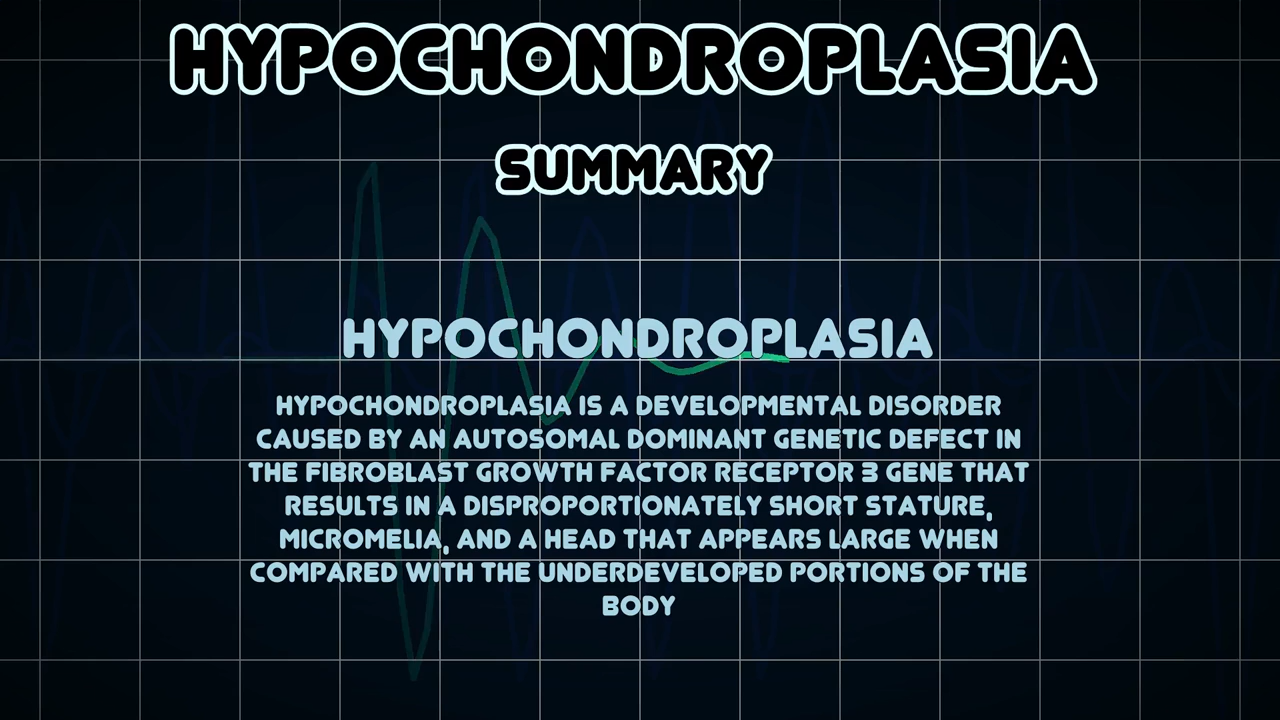 HYPOCHONDROPLASIA
SUMMARY
HYPOCHONDROPLASIA
HYPOCHONDROPLASIA IS A DEVELOPMENTAL DISORDER
CAUSED BY AN AUTOSOMAL DOMINANT GENETIC DEFECT IN
THE FIBROBLAST GROWTH FACTOR RECEPTOR 3 GENE THAT
RESULTS IN A DISPROPORTIONATELY SHORT STATURE,
MICROMELIA, AND A HEAD THAT APPEARS LARGE WHEN
COMPARED WITH THE UNDERDEVELOPED PORTIONS OF THE
BODY